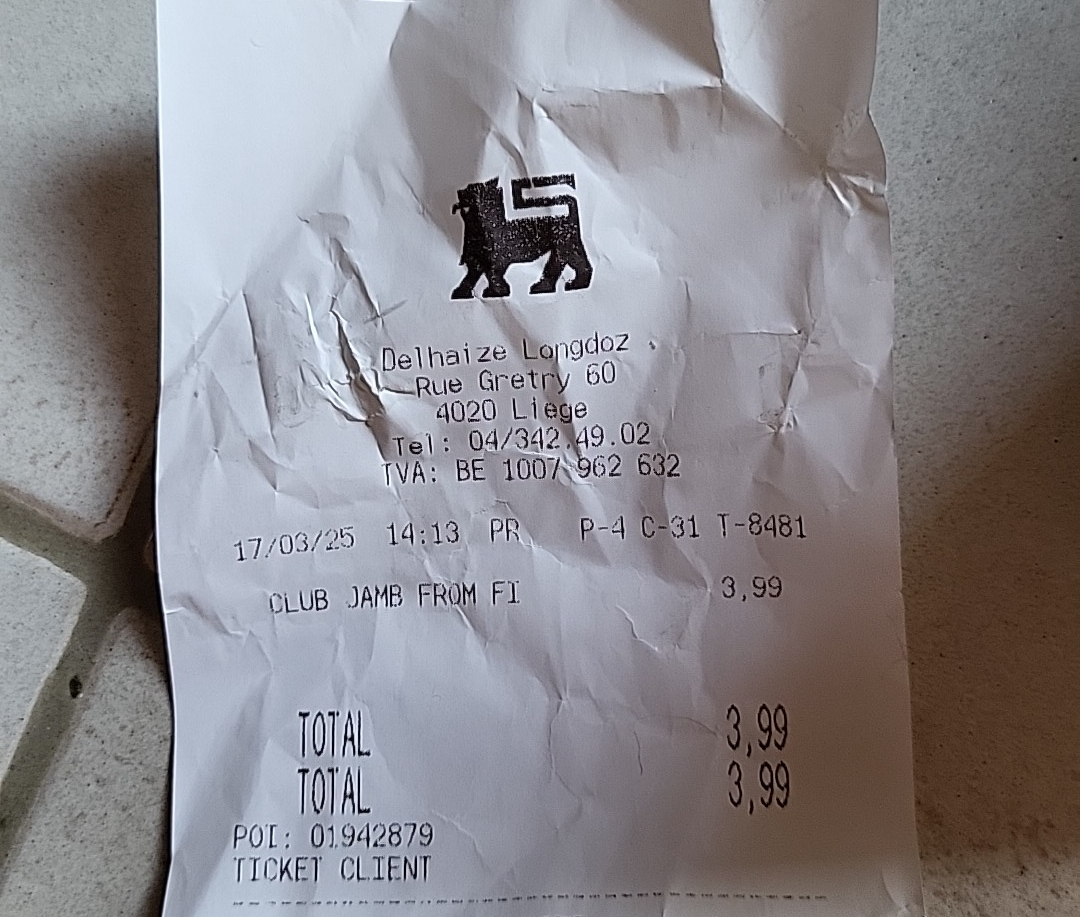 Delhaize Longdoz
Rue Gretry 60
4020 Liege
Tel: 04/342.49.02
TVA: BE 1007 962 632
17/03/25 14:13 PR P-4 C-31 T-8481
CLUB JAMB FROM FI 3,99
TOTAL 3,99
TOTAL 3,99
POI: 01942879
TICKET CLIENT